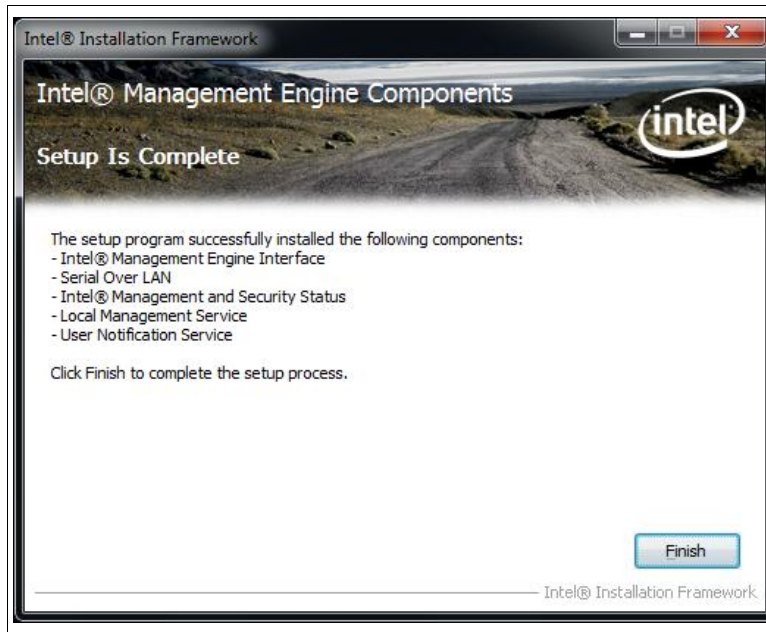 Intel® Installation Framework
Intel® Management Engine Components
intel
Setup Is Complete
The setup program successfully installed the following components:
- Intel® Management Engine Interface
- Serial Over LAN
- Intel® Management and Security Status
- Local Management Service
- User Notification Service
Click Finish to complete the setup process.
Finish
Intel® Installation Framework